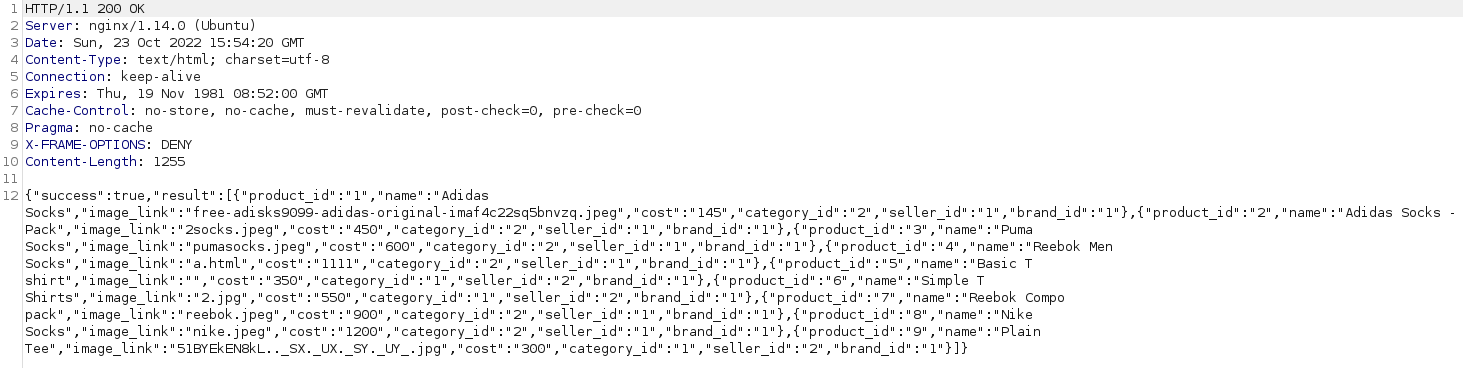 1 HTTP/1.1 200 OK
2 Server: nginx/1.14.0 (Ubuntu)
3 Date: Sun, 23 Oct 2022 15:54:20 GMT
4 Content-Type: text/html; charset=utf-8
5 Connection: keep-alive
6 Expires: Thu, 19 Nov 1981 08:52:00 GMT
7 Cache-Control: no-store, no-cache, must-revalidate, post-check=0, pre-check=0
8 Pragma: no-cache
9 X-FRAME-OPTIONS: DENY
10 Content-Length: 1255
11
12 {"success":true,"result":[{"product_id":"1","name":"Adidas
Socks","image_link":"free-adisks9099-adidas-original-imaf4c22sq5bnvzq.jpeg","cost":"145","category_id":"2","seller_id":"1","brand_id":"1"},{"product_id":"2","name":"Adidas Socks -
Pack","image_link":"2socks.jpeg","cost":"450","category_id":"2","seller_id":"1","brand_id":"1"},{"product_id":"3","name":"Puma
Socks","image_link":"pumasocks.jpeg","cost":"600","category_id":"2","seller_id":"1","brand_id":"1"},{"product_id":"4","name":"Reebok Men
Socks","image_link":"a.html","cost":"1111","category_id":"2","seller_id":"1","brand_id":"1"},{"product_id":"5","name":"Basic T
shirt","image_link":"","cost":"350","category_id":"1","seller_id":"2","brand_id":"1"},{"product_id":"6","name":"Simple T
Shirts","image_link":"2.jpg","cost":"550","category_id":"1","seller_id":"2","brand_id":"1"},{"product_id":"7","name":"Reebok Compo
pack","image_link":"reebok.jpeg","cost":"900","category_id":"2","seller_id":"1","brand_id":"1"},{"product_id":"8","name":"Nike
Socks","image_link":"nike.jpeg","cost":"1200","category_id":"2","seller_id":"1","brand_id":"1"},{"product_id":"9","name":"Plain
Tee","image_link":"51BYEkEN8kL.._SX._UX._SY._UY_.jpg","cost":"300","category_id":"1","seller_id":"2","brand_id":"1"}]}